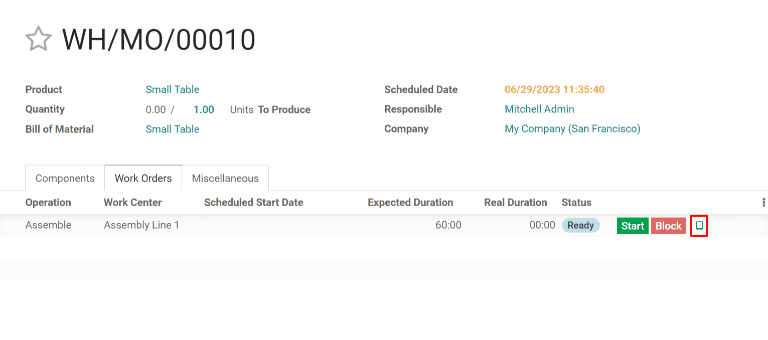 WH/MO/00010
Product Small Table Scheduled Date 06/29/2023 11:35:40
Quantity 0.00 / 1.00 Units To Produce Responsible Mitchell Admin
Bill of Material Small Table Company My Company (San Francisco)
Components Work Orders Miscellaneous
Operation Work Center Scheduled Start Date Expected Duration Real Duration Status
Assemble Assembly Line 1 60:00 00:00 Ready Start Block